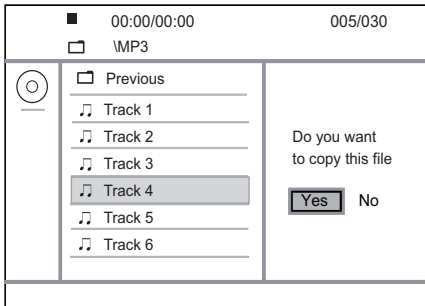 00:00/00:00 005/030
\MP3
Previous
Track 1
Track 2
Track 3
Track 4
Track 5
Track 6
Do you want
to copy this file
Yes No